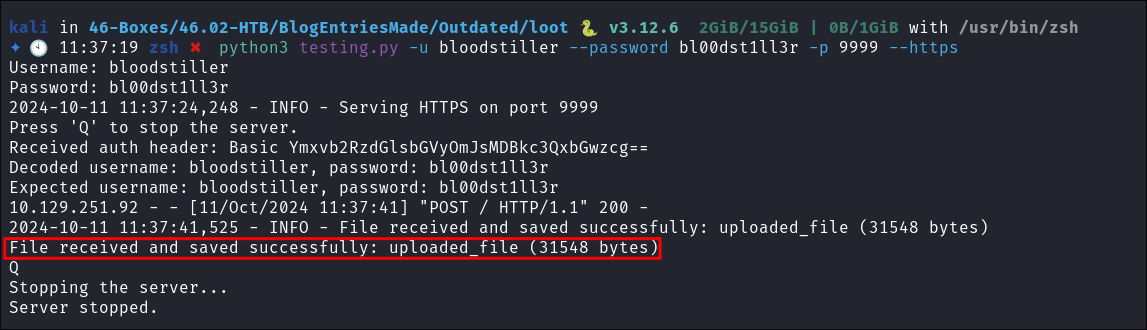 kali in 46-Boxes/46.02-HTB/BlogEntriesMade/Outdated/loot 🐍 v3.12.6 2GiB/15GiB | 0B/1GiB with /usr/bin/zsh
✦ 🕙 11:37:19 zsh ✖ python3 testing.py -u bloodstiller --password bl00dst1ll3r -p 9999 --https
Username: bloodstiller
Password: bl00dst1ll3r
2024-10-11 11:37:24,248 - INFO - Serving HTTPS on port 9999
Press 'Q' to stop the server.
Received auth header: Basic Ymxvb2RzdGlsbGVyOmJsMDBkc3QxbGwzcg==
Decoded username: bloodstiller, password: bl00dst1ll3r
Expected username: bloodstiller, password: bl00dst1ll3r
10.129.251.92 - - [11/Oct/2024 11:37:41] "POST / HTTP/1.1" 200 -
2024-10-11 11:37:41,525 - INFO - File received and saved successfully: uploaded_file (31548 bytes)
File received and saved successfully: uploaded_file (31548 bytes)
Q
Stopping the server...
Server stopped.